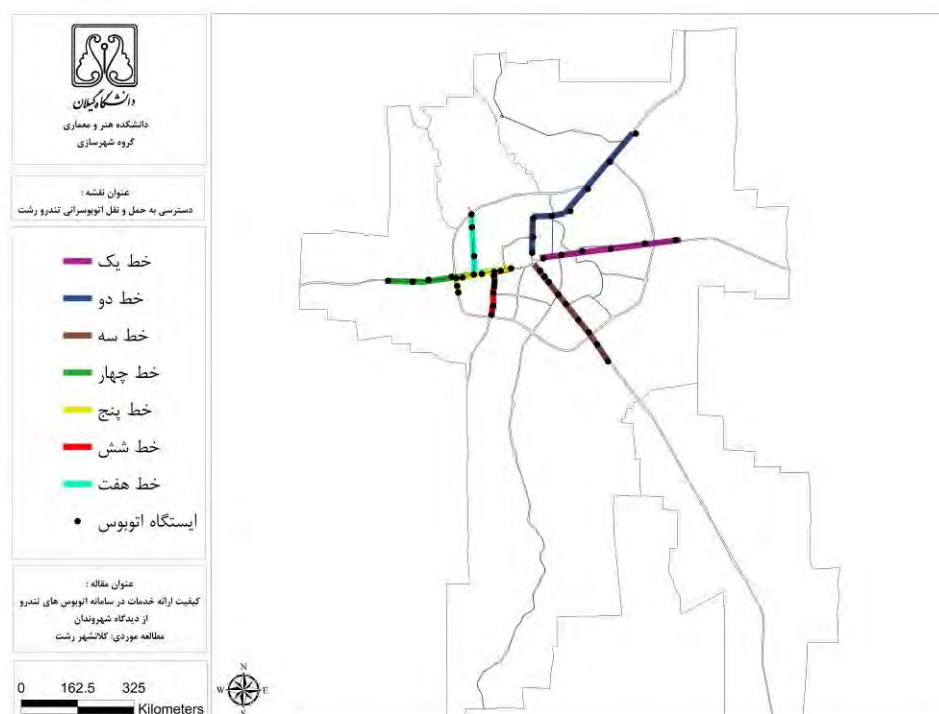 دانشگاه گیلان
دانشکده هنر و معماری
گروه شهرسازی
عنوان نقشه :
دسترسی به حمل و نقل اتوبوسرانی تندرو رشت
خط یک
خط دو
خط سه
خط چهار
خط پنج
خط شش
خط هفت
ایستگاه اتوبوس
عنوان مقاله :
کیفیت ارائه خدمات در سامانه اتوبوس های تندرو
از دیدگاه شهروندان
مطالعه موردی: کلانشهر رشت
0 162.5 325
Kilometers
N
W E
S